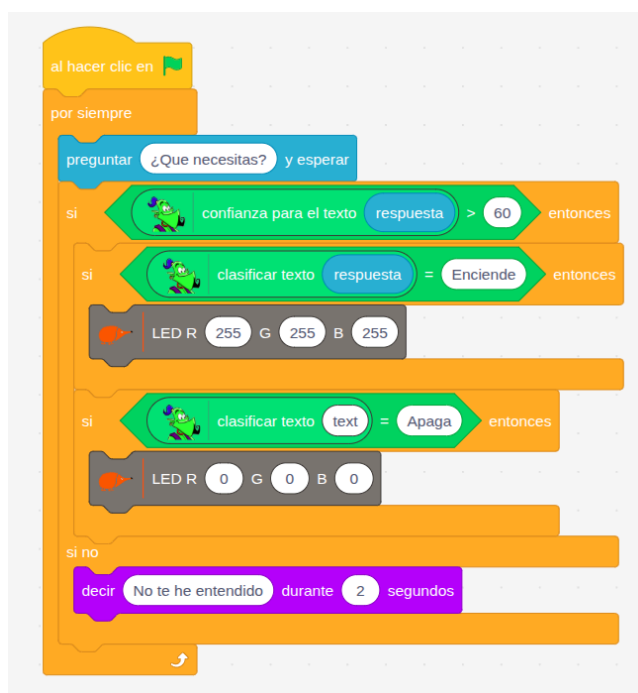 al hacer clic en
por siempre
preguntar ¿Que necesitas? y esperar
si confianza para el texto respuesta > 60 entonces
si clasificar texto respuesta = Enciende entonces
LED R 255 G 255 B 255
si clasificar texto text = Apaga entonces
LED R 0 G 0 B 0
si no
decir No te he entendido durante 2 segundos